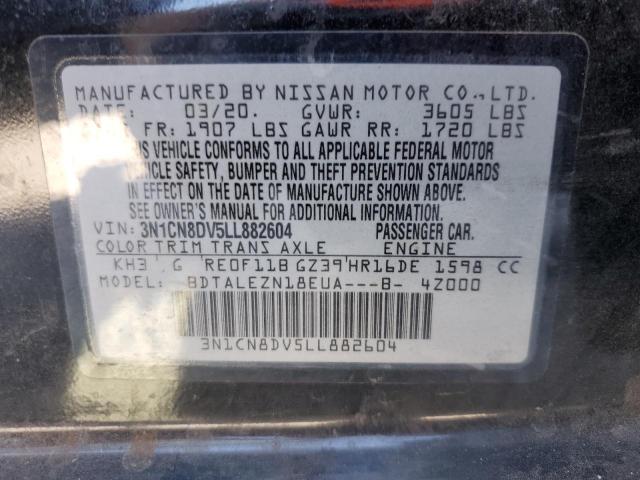 MANUFACTURED BY NISSAN MOTOR CO.,LTD.
DATE: 03/20. GVWR: 3605 LBS
FR: 1907 LBS GAWR RR: 1720 LBS
IS VEHICLE CONFORMS TO ALL APPLICABLE FEDERAL MOTOR
VEHICLE SAFETY, BUMPER AND THEFT PREVENTION STANDARDS
IN EFFECT ON THE DATE OF MANUFACTURE SHOWN ABOVE.
SEE OWNER'S MANUAL FOR ADDITIONAL INFORMATION.
VIN: 3N1CN8DV5LL882604 PASSENGER CAR.
COLOR TRIM TRANS AXLE ENGINE
KH3 G RE0F11B GZ39 HR16DE 1598 CC
MODEL: BDTALEZN18EUA---B- 4Z000
3N1CN8DV5LL882604